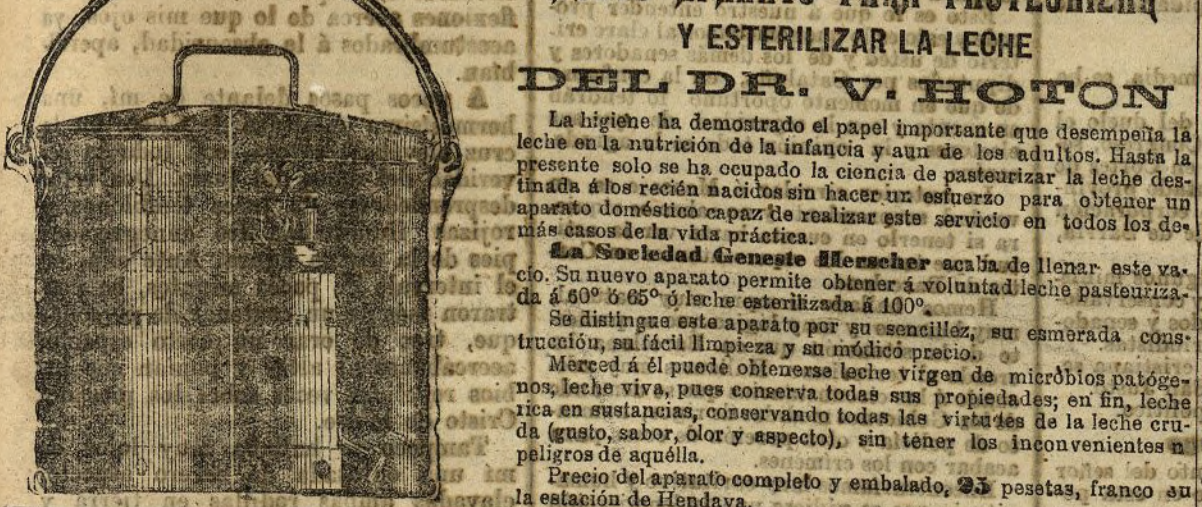 APARATO PARA PASTEURIZAR
Y ESTERILIZAR LA LECHE
DEL DR. V. HOTON
La higiene ha demostrado el papel importante que desempeña la
leche en la nutrición de la infancia y aun de los adultos. Hasta la
presente solo se ha ocupado la ciencia de pasteurizar la leche des-
tinada á los recién nacidos sin hacer un esfuerzo para obtener un
aparato doméstico capaz de realizar este servicio en todos los de-
más casos de la vida práctica.
La Sociedad Geneste Herscher acaba de llenar este va-
cío. Su nuevo aparato permite obtener á voluntad leche pasteuriza-
da á 60° ó 65° ó leche esterilizada á 100°.
Se distingue este aparato por su sencillez, su esmerada cons-
trucción, su fácil limpieza y su módico precio.
Merced á él puede obtenerse leche virgen de micróbios patóge-
nos, leche viva, pues conserva todas sus propiedades; en fin, leche
rica en sustancias, conservando todas las virtudes de la leche cru-
da (gusto, sabor, olor y aspecto), sin tener los inconvenientes n
peligros de aquélla.
Precio del aparato completo y embalado, 25 pesetas, franco su
la estación de Hendaya.